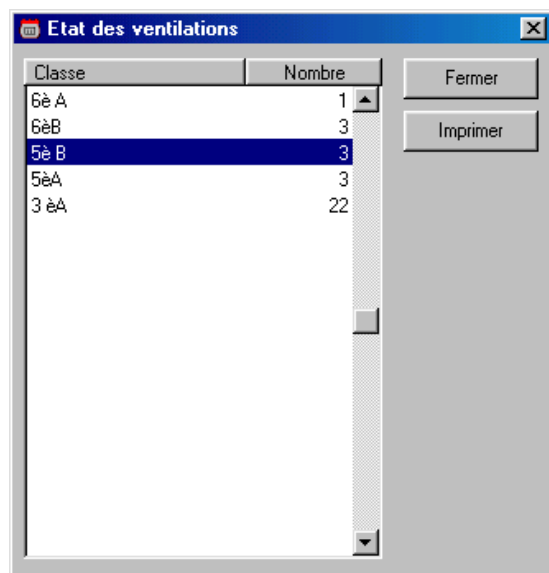 Etat des ventilations
Classe Nombre
Fermer
6è A 1
6èB 3
Imprimer
5è B 3
5èA 3
3 èA 22